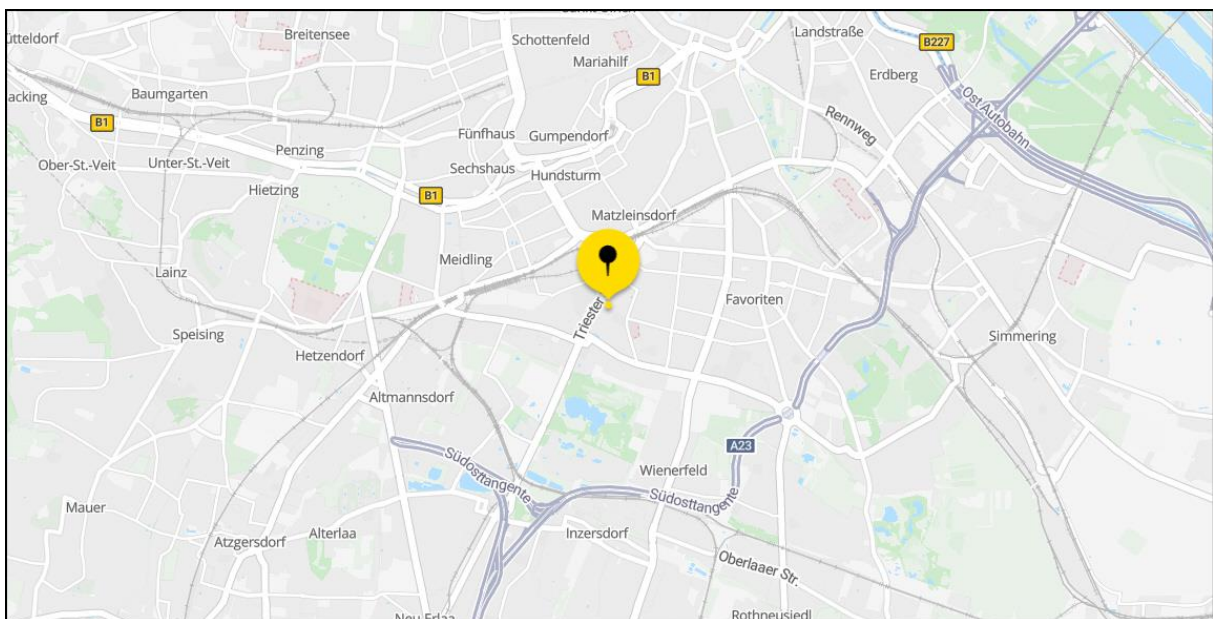 Landstraße
Breitensee
Schottenfeld
B227
Mariahilf
Erdberg
B1
Baumgarten
Ost Autobahn
B1
Rennweg
Fünfhaus
Gumpendorf
Penzing
Ober-St.-Veit
Unter-St.-Veit
Sechshaus
Hundsturm
Hietzing
B1
Matzleinsdorf
Meidling
Lainz
Favoriten
Triester
Speising
Simmering
Hetzendorf
Altmannsdorf
A23
Südosttangente
Wienerfeld
Südosttangente
Mauer
Alterlaa
Inzersdorf
Atzgersdorf
Oberlaaer Str.
Rothneusiedl